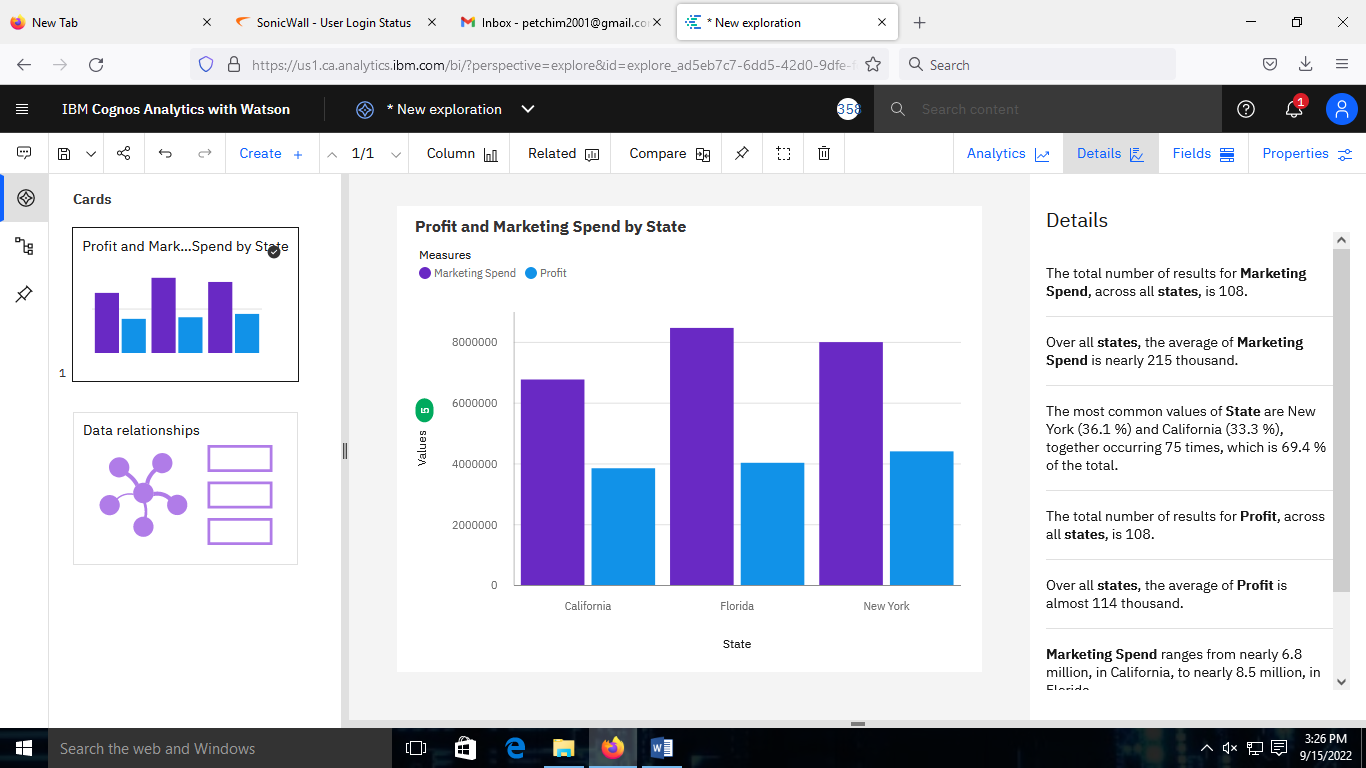 New Tab
SonicWall - User Login Status
Inbox - petchim2001@gmail.co
* New exploration
https://us1.ca.analytics.ibm.com/bi/?perspective=explore&id=explore_ad5eb7c7-6dd5-42d0-9dfe-f
Search
IBM Cognos Analytics with Watson
* New exploration
358
Search content
1
Create +
1/1
Column
Related
Compare
Analytics
Details
Fields
Properties
Cards
Profit and Mark...Spend by State
1
Data relationships
Profit and Marketing Spend by State
Measures
Marketing Spend
Profit
8000000
6000000
4000000
2000000
0
Values
5
California
Florida
New York
State
Details
The total number of results for Marketing
Spend, across all states, is 108.
Over all states, the average of Marketing
Spend is nearly 215 thousand.
The most common values of State are New
York (36.1 %) and California (33.3 %),
together occurring 75 times, which is 69.4 %
of the total.
The total number of results for Profit, across
all states, is 108.
Over all states, the average of Profit is
almost 114 thousand.
Marketing Spend ranges from nearly 6.8
million, in California, to nearly 8.5 million, in
Florida
Search the web and Windows
3:26 PM
9/15/2022